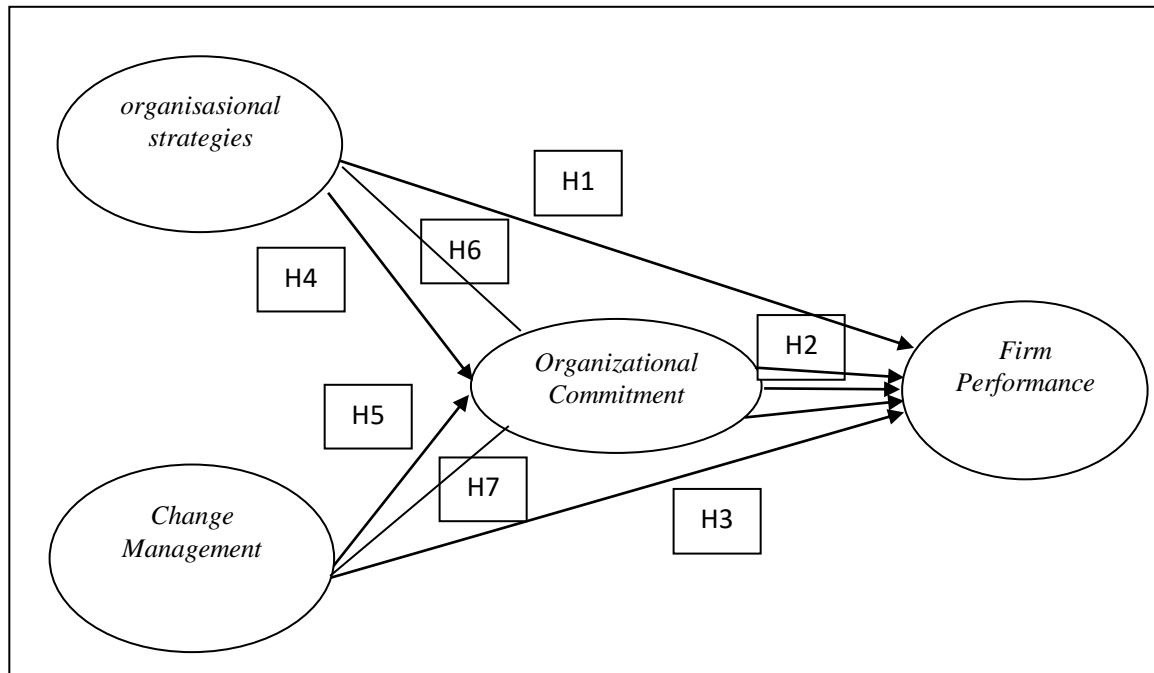 organisasional
strategies
H1
H6
H4
Organizational
Commitment
H2
Firm
Performance
H5
H7
H3
Change
Management